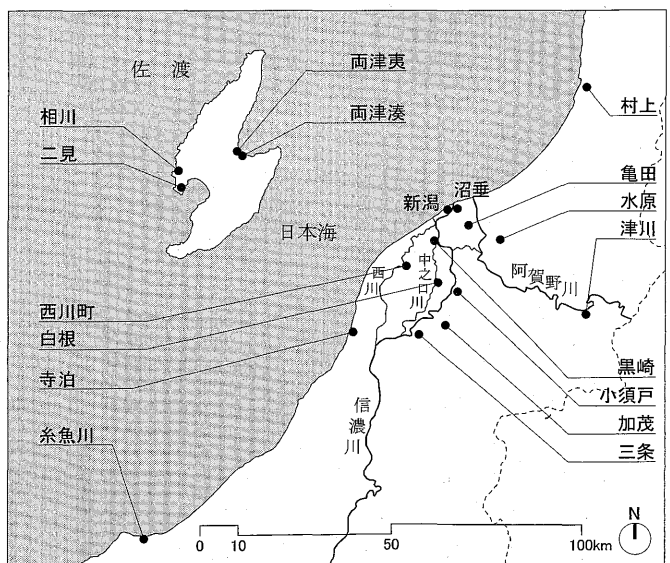 佐渡
両津夷
両津湊
相川
二見
村上
沼垂
新潟
亀田
水原
津川
日本海
阿賀野川
西川
中之口川
西川町
白根
寺泊
黒崎
小須戸
加茂
三条
信濃川
糸魚川
N
0 10 50 100km